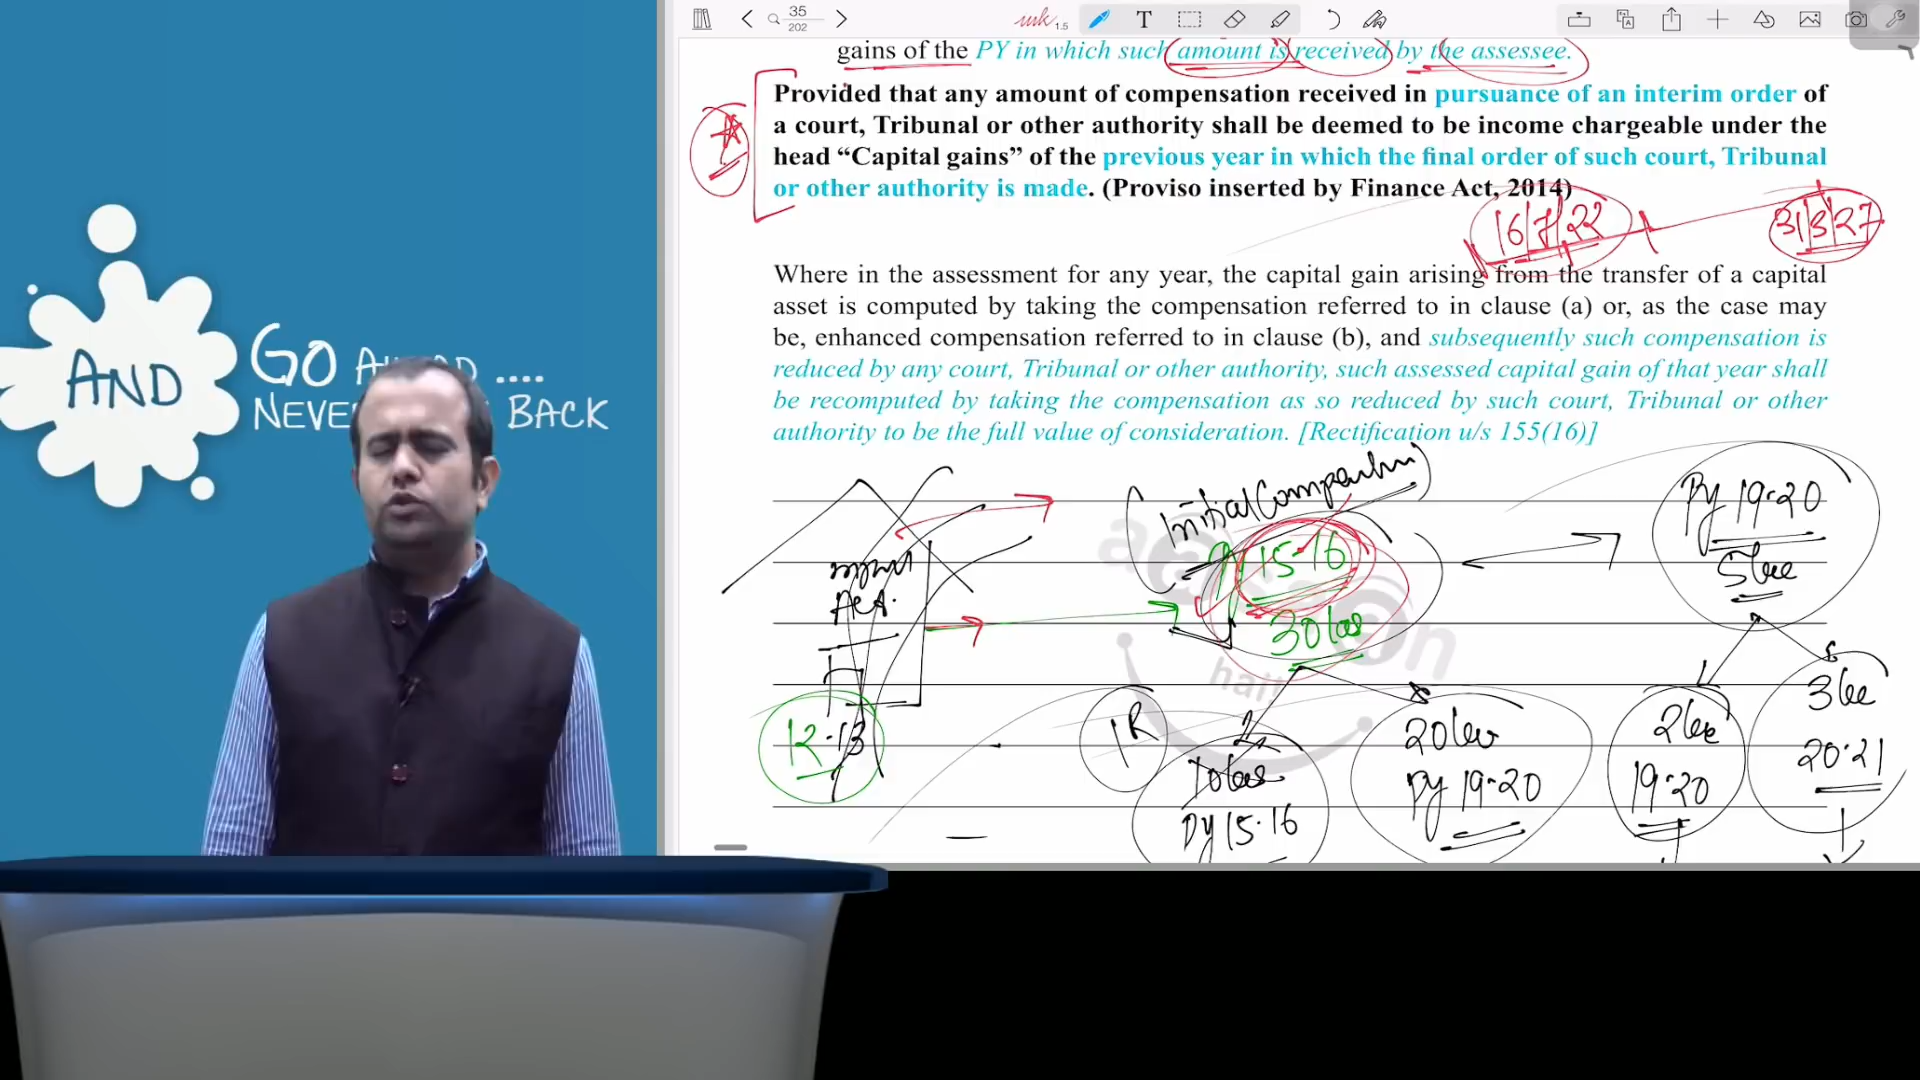 35
202
T
1.5
gains of the PY in which such amount is received by the assessee.
Provided that any amount of compensation received in pursuance of an interim order of
a court, Tribunal or other authority shall be deemed to be income chargeable under the
head “Capital gains” of the previous year in which the final order of such court, Tribunal
or other authority is made. (Proviso inserted by Finance Act, 2014)
16|7|22
31|3|27
Where in the assessment for any year, the capital gain arising from the transfer of a capital
asset is computed by taking the compensation referred to in clause (a) or, as the case may
be, enhanced compensation referred to in clause (b), and subsequently such compensation is
reduced by any court, Tribunal or other authority, such assessed capital gain of that year shall
be recomputed by taking the compensation as so reduced by such court, Tribunal or other
authority to be the full value of consideration. [Rectification u/s 155(16)]
AND
GO AHEAD ....
NEVER BACK
Initial
Py 15-16
30 lac
Py 19-20
12-13
20
Py 19-20
Py 15-16
2
19-20
3
20-21
hai